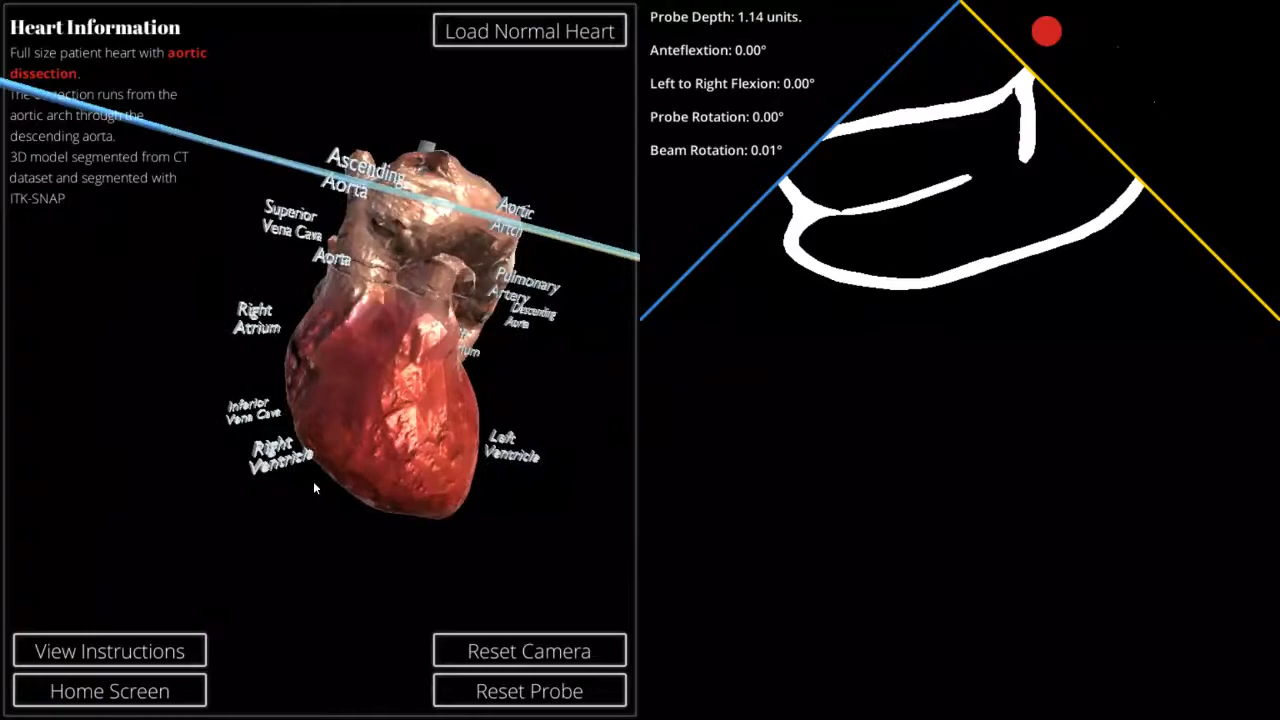 Heart Information
Full size patient heart with aortic
dissection.
The dissection runs from the
aortic arch through the
descending aorta.
3D model segmented from CT
dataset and segmented with
ITK-SNAP
Load Normal Heart
Ascending
Aorta
Superior
Vena Cava
Aortic
Arch
Aorta
Pulmonary
Artery
Descending
Aorta
Right
Atrium
Inferior
Vena Cava
Right
Ventricle
Left
Ventricle
View Instructions
Home Screen
Reset Camera
Reset Probe
Probe Depth: 1.14 units.
Anteflextion: 0.00°
Left to Right Flexion: 0.00°
Probe Rotation: 0.00°
Beam Rotation: 0.01°